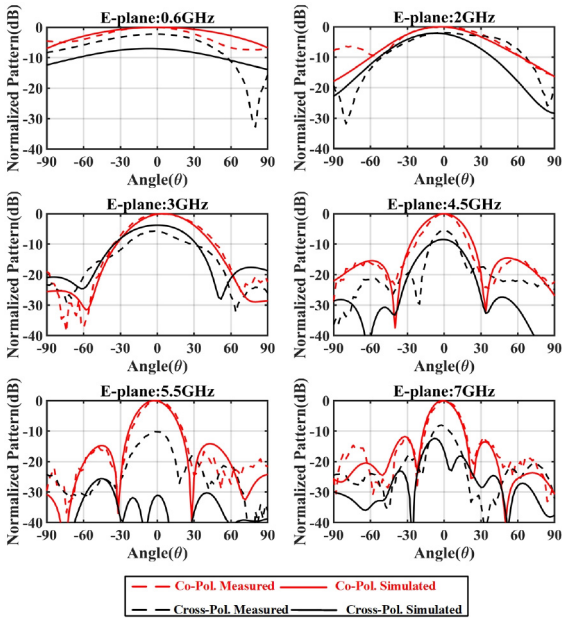 E-plane:0.6GHz
Normalized Pattern(dB)
0
-10
-20
-30
-40
-90 -60 -30 0 30 60 90
Angle(θ)
E-plane:2GHz
Normalized Pattern(dB)
0
-10
-20
-30
-40
-90 -60 -30 0 30 60 90
Angle(θ)
E-plane:3GHz
Normalized Pattern(dB)
0
-10
-20
-30
-40
-90 -60 -30 0 30 60 90
Angle(θ)
E-plane:4.5GHz
Normalized Pattern(dB)
0
-10
-20
-30
-40
-90 -60 -30 0 30 60 90
Angle(θ)
E-plane:5.5GHz
Normalized Pattern(dB)
0
-10
-20
-30
-40
-90 -60 -30 0 30 60 90
Angle(θ)
E-plane:7GHz
Normalized Pattern(dB)
0
-10
-20
-30
-40
-90 -60 -30 0 30 60 90
Angle(θ)
Co-Pol. Measured Co-Pol. Simulated
Cross-Pol. Measured Cross-Pol. Simulated